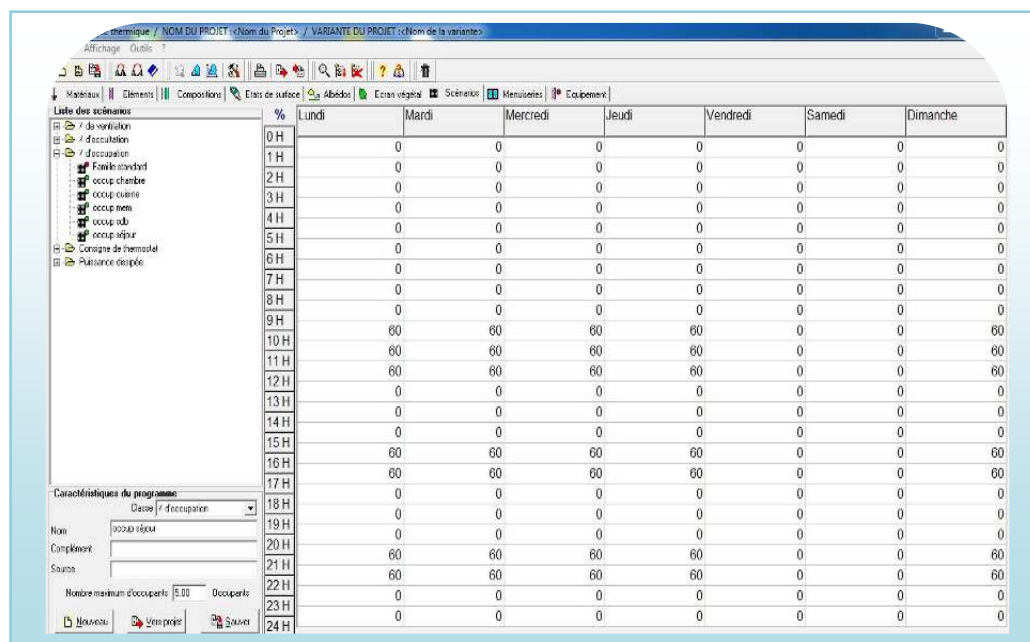 thermique / NOM DU PROJET :<Nom du Projet> / VARIANTE DU PROJET :<Nom de la variante>
Affichage Outils ?
Matériaux Eléments Compositions Etats de surface Albédos Ecran végétal Scénarios Menuiseries Equipement
Liste des scénarios
% de ventilation
% d'occultation
% d'occupation
Famille standard
occup chambre
occup cuisine
occup mem
occup sdb
occup séjour
Consigne de thermostat
Puissance dissipée
% Lundi Mardi Mercredi Jeudi Vendredi Samedi Dimanche
0 H
0 0 0 0 0 0 0
1 H
0 0 0 0 0 0 0
2 H
0 0 0 0 0 0 0
3 H
0 0 0 0 0 0 0
4 H
0 0 0 0 0 0 0
5 H
0 0 0 0 0 0 0
6 H
0 0 0 0 0 0 0
7 H
0 0 0 0 0 0 0
8 H
0 0 0 0 0 0 0
9 H
60 60 60 60 0 0 60
10 H
60 60 60 60 0 0 60
11 H
60 60 60 60 0 0 60
12 H
0 0 0 0 0 0 0
13 H
0 0 0 0 0 0 0
14 H
0 0 0 0 0 0 0
15 H
60 60 60 60 0 0 60
16 H
60 60 60 60 0 0 60
17 H
0 0 0 0 0 0 0
18 H
0 0 0 0 0 0 0
19 H
0 0 0 0 0 0 0
20 H
60 60 60 60 0 0 60
21 H
60 60 60 60 0 0 60
22 H
0 0 0 0 0 0 0
23 H
0 0 0 0 0 0 0
24 H
Caractéristiques du programme
Classe % d'occupation
Nom occup séjour
Complément
Source
Nombre maximum d'occupants 5.00 Occupants
Nouveau Vers projet Sauver